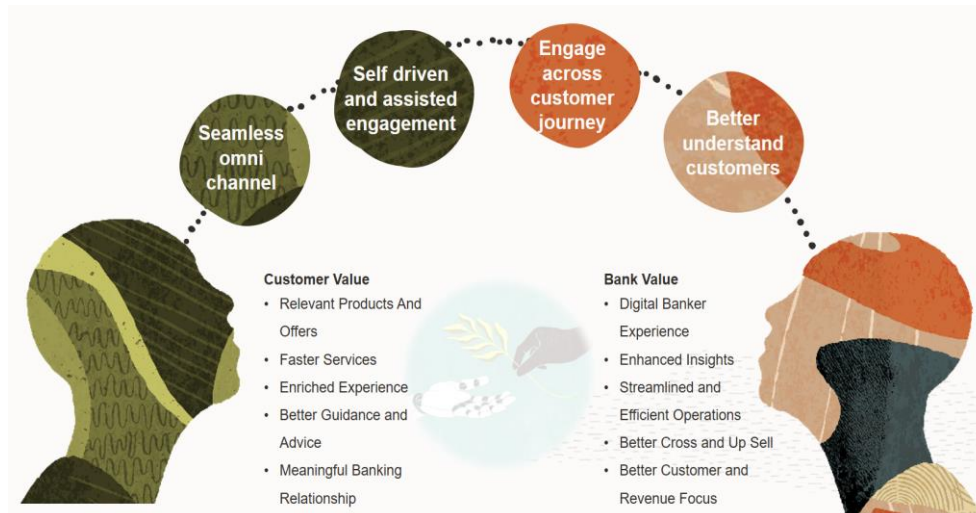 Seamless
omni
channel
Self driven
and assisted
engagement
Engage
across
customer
journey
Better
understand
customers
Customer Value
• Relevant Products And
Offers
• Faster Services
• Enriched Experience
• Better Guidance and
Advice
• Meaningful Banking
Relationship
Bank Value
• Digital Banker
Experience
• Enhanced Insights
• Streamlined and
Efficient Operations
• Better Cross and Up Sell
• Better Customer and
Revenue Focus